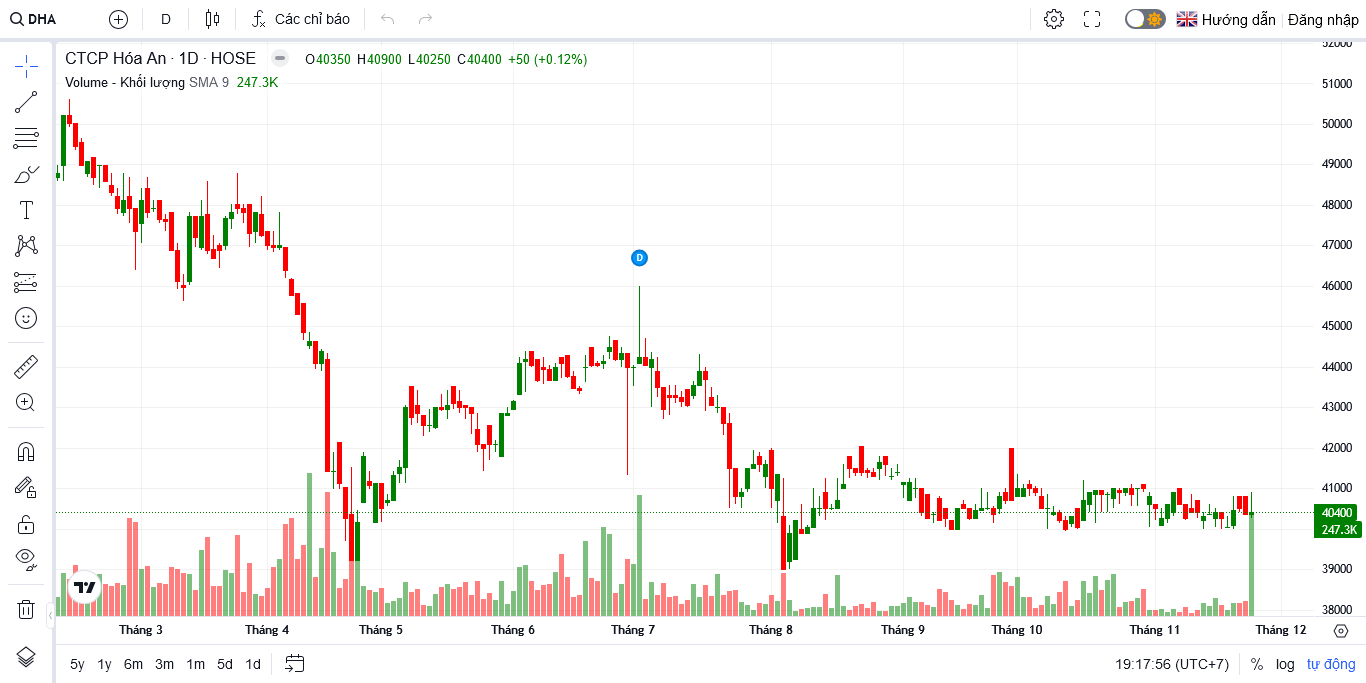 DHA D Các chỉ báo Hướng dẫn Đăng nhập
CTCP Hóa An · 1D · HOSE O40350 H40900 L40250 C40400 +50 (+0.12%)
Volume - Khối lượng SMA 9 247.3K
52000
51000
50000
49000
48000
47000
46000
45000
44000
43000
42000
41000
40400
247.3K
39000
38000
D
Tháng 3 Tháng 4 Tháng 5 Tháng 6 Tháng 7 Tháng 8 Tháng 9 Tháng 10 Tháng 11 Tháng 12
5y 1y 6m 3m 1m 5d 1d 19:17:56 (UTC+7) % log tự động